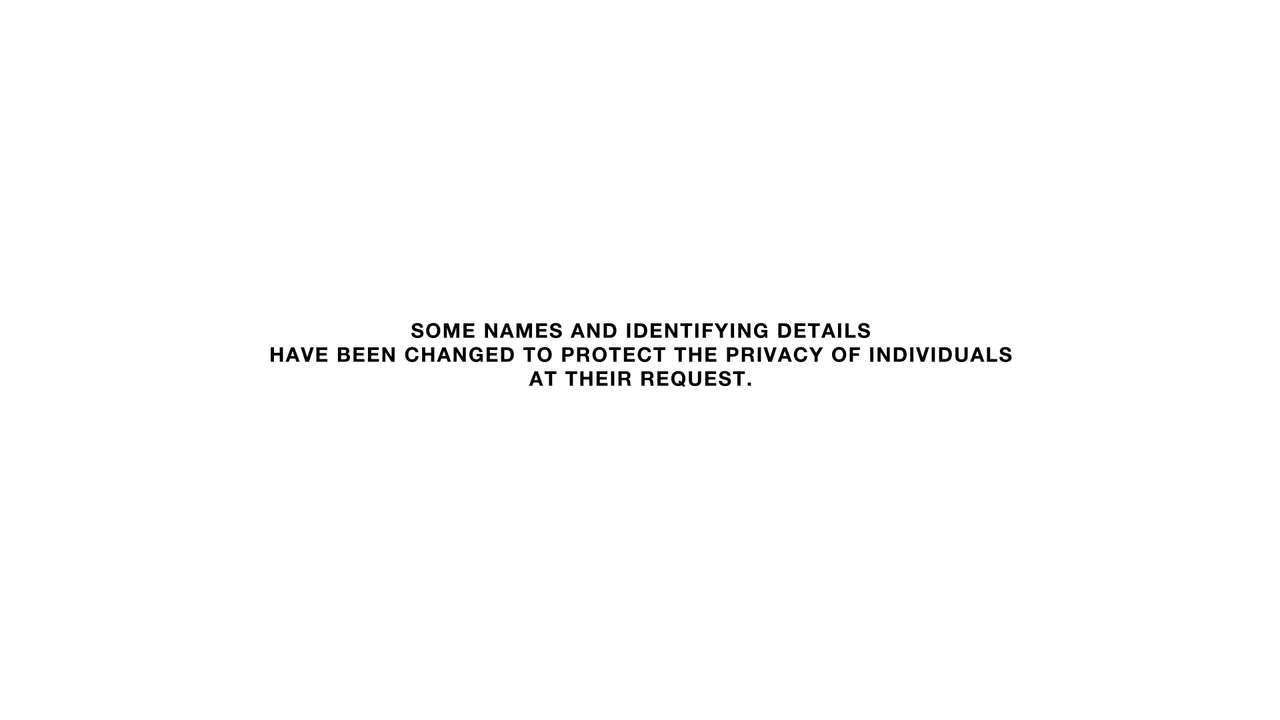 SOME NAMES AND IDENTIFYING DETAILS
HAVE BEEN CHANGED TO PROTECT THE PRIVACY OF INDIVIDUALS
AT THEIR REQUEST.